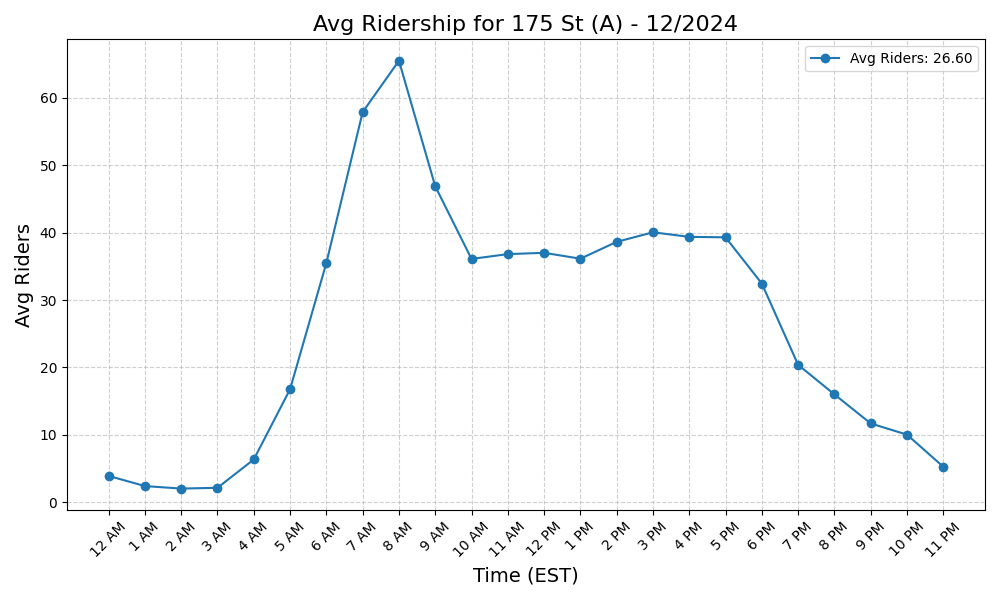 Avg Ridership for 175 St (A) - 12/2024
Avg Riders: 26.60
Avg Riders
60
50
40
30
20
10
0
12 AM
1 AM
2 AM
3 AM
4 AM
5 AM
6 AM
7 AM
8 AM
9 AM
10 AM
11 AM
12 PM
1 PM
2 PM
3 PM
4 PM
5 PM
6 PM
7 PM
8 PM
9 PM
10 PM
11 PM
Time (EST)